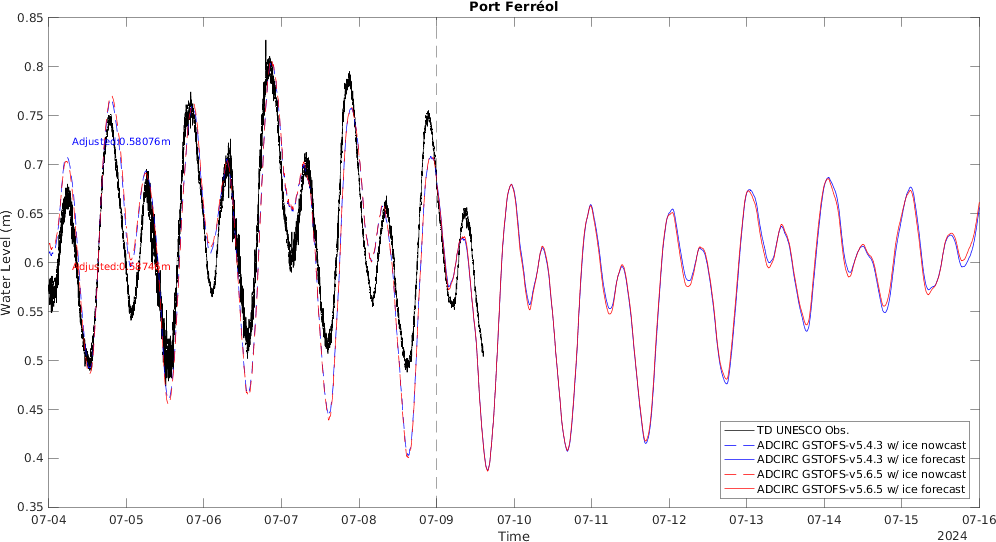 Port Ferréol
0.85
0.8
0.75
0.7
0.65
0.6
0.55
0.5
0.45
0.4
0.35
Water Level (m)
Adjusted:0.58076m
TD UNESCO Obs.
ADCIRC GSTOFS-v5.4.3 w/ ice nowcast
ADCIRC GSTOFS-v5.4.3 w/ ice forecast
ADCIRC GSTOFS-v5.6.5 w/ ice nowcast
ADCIRC GSTOFS-v5.6.5 w/ ice forecast
07-04 07-05 07-06 07-07 07-08 07-09 07-10 07-11 07-12 07-13 07-14 07-15 07-16
Time
2024